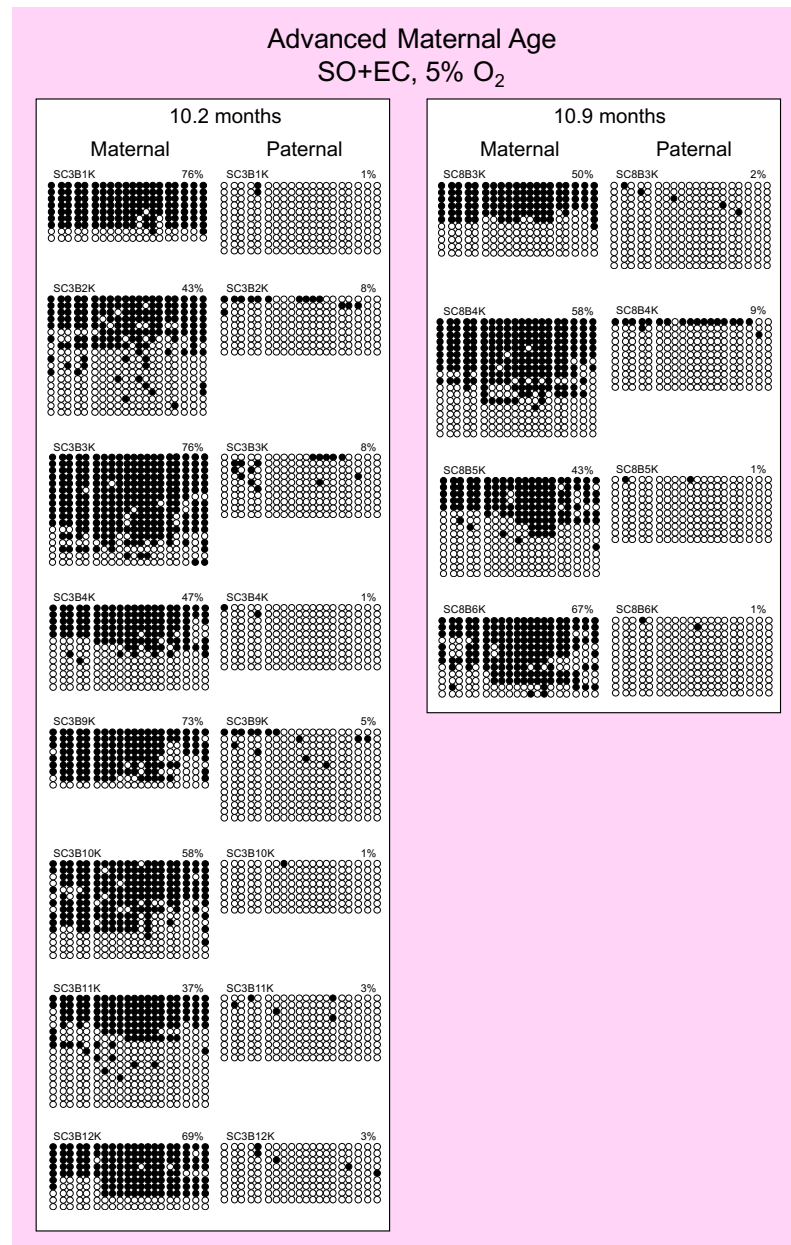 Advanced Maternal Age
SO+EC, 5% O₂
10.2 months
Maternal Paternal
SC3B1K 76% SC3B1K 1%
SC3B2K 43% SC3B2K 8%
SC3B3K 76% SC3B3K 8%
SC3B4K 47% SC3B4K 1%
SC3B9K 73% SC3B9K 5%
SC3B10K 58% SC3B10K 1%
SC3B11K 37% SC3B11K 3%
SC3B12K 69% SC3B12K 3%
10.9 months
Maternal Paternal
SC8B3K 50% SC8B3K 2%
SC8B4K 58% SC8B4K 9%
SC8B5K 43% SC8B5K 1%
SC8B6K 67% SC8B6K 1%